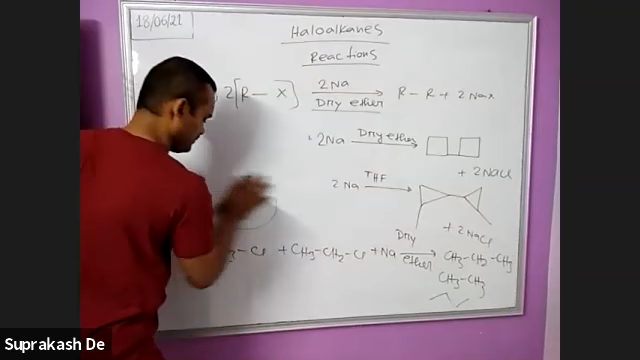 18/06/21
Haloalkanes
Reactions
2[R — X] 2Na Dry ether R — R + 2NaX
2Na Dry ether
+ 2NaCl
2 Na THF
+ 2NaCl
— Cl + CH3–CH2–Cl + Na Dry ether CH3–CH2–CH3
CH3–CH3
Suprakash De